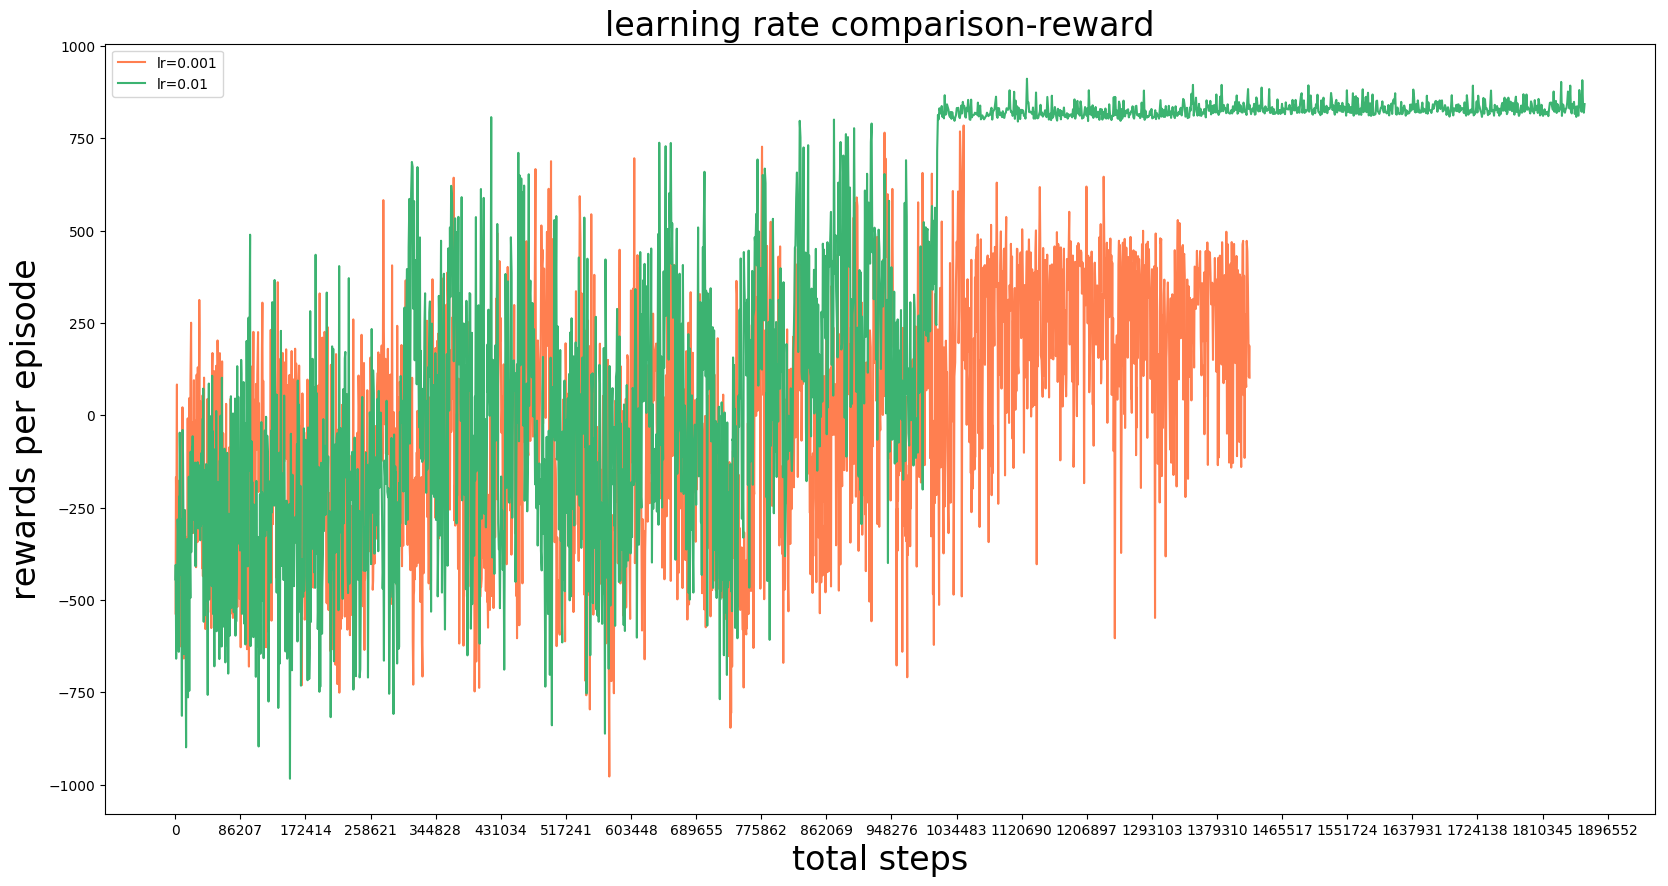 learning rate comparison-reward
lr=0.001
lr=0.01
1000
750
500
250
0
−250
−500
−750
−1000
rewards per episode
0 86207 172414 258621 344828 431034 517241 603448 689655 775862 862069 948276 1034483 1120690 1206897 1293103 1379310 1465517 1551724 1637931 1724138 1810345 1896552
total steps